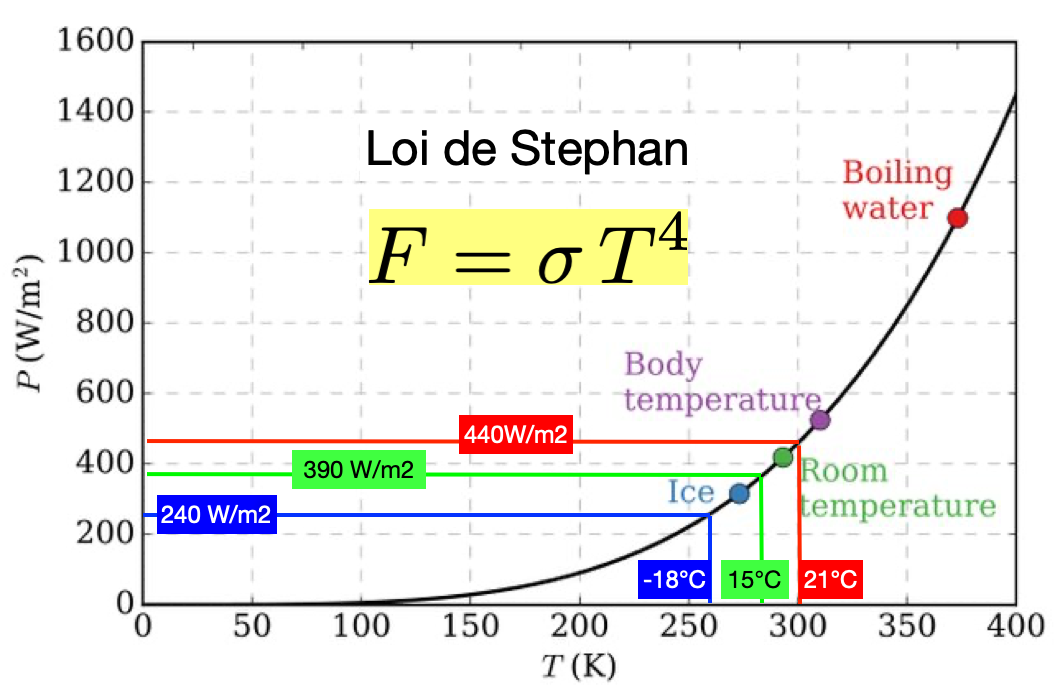 1600
1400
1200
1000
800
600
400
200
0
P (W/m²)
Loi de Stephan
F = σ T⁴
Boiling
water
Body
temperature
440W/m2
390 W/m2
240 W/m2
Ice
Room
temperature
-18°C
15°C
21°C
0
50
100
150
200
250
300
350
400
T (K)